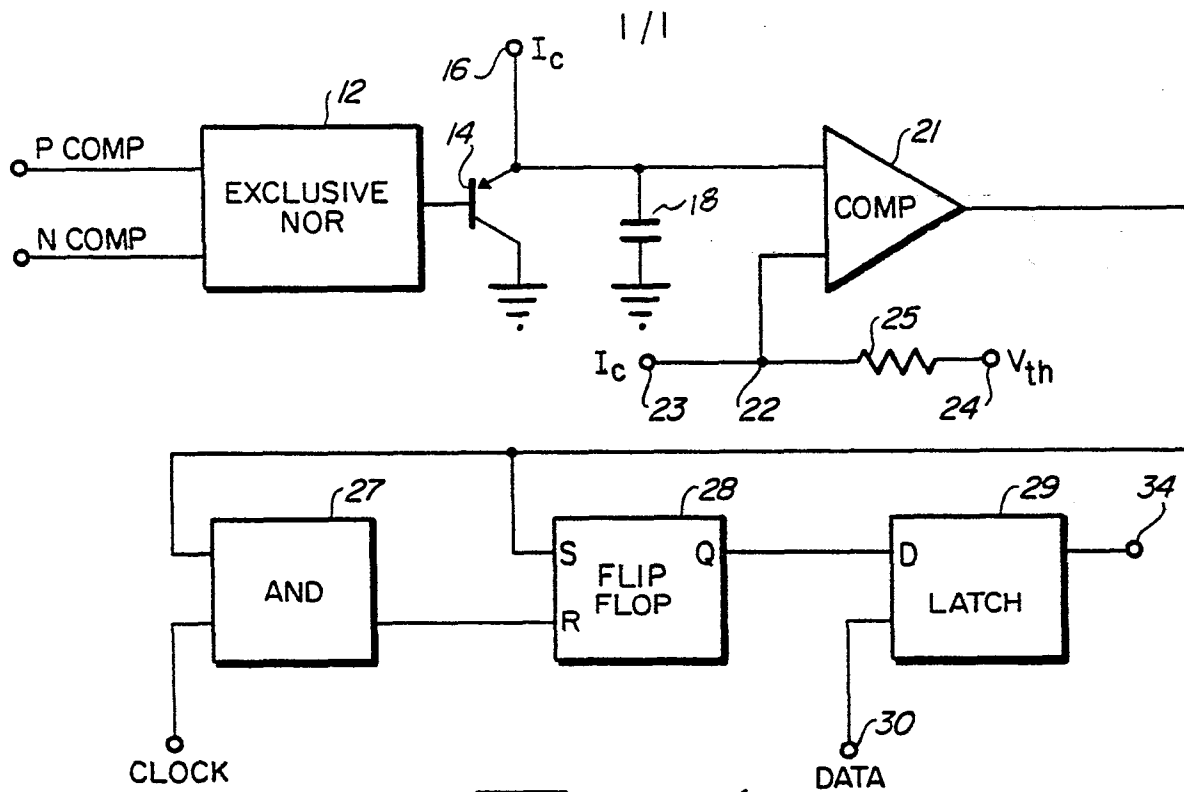 1/1
16 Ic
12
P COMP
14
21
EXCLUSIVE
NOR
18
COMP
N COMP
25
Ic
Vth
23 22 24
27 28 29 34
S Q D
AND
FLIP
FLOP
LATCH
R
30
CLOCK
DATA